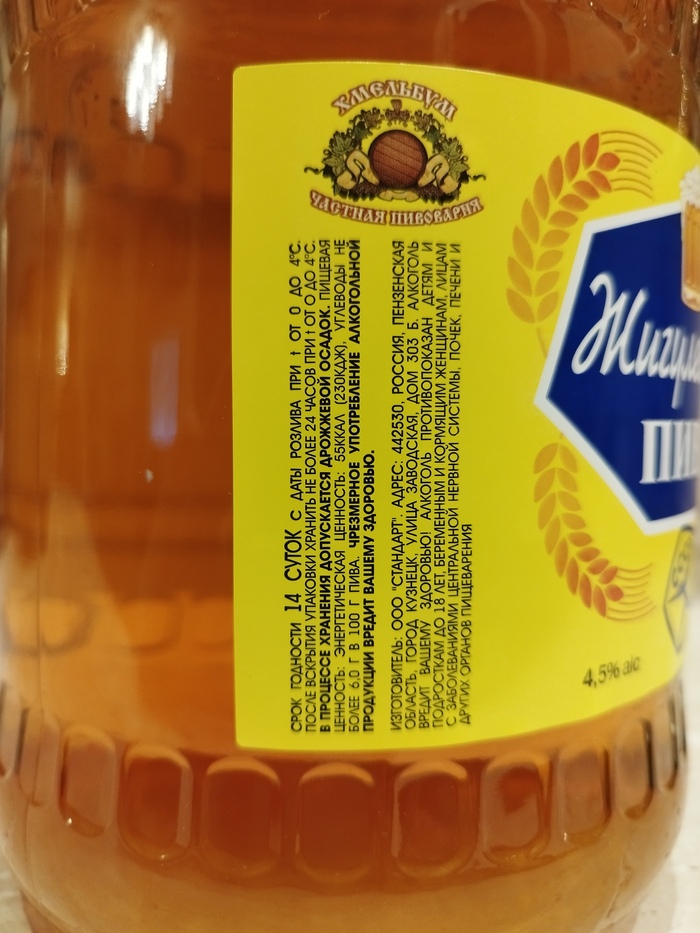 ХМЕЛЬБУМ
ЧАСТНАЯ ПИВОВАРНЯ
СРОК ГОДНОСТИ 14 СУТОК с ДАТЫ РОЗЛИВА ПРИ t ОТ 0 ДО 4°С.
ПОСЛЕ ВСКРЫТИЯ УПАКОВКИ ХРАНИТЬ НЕ БОЛЕЕ 24 ЧАСОВ ПРИ t ОТ 0 ДО 4°С.
В ПРОЦЕССЕ ХРАНЕНИЯ ДОПУСКАЕТСЯ ДРОЖЖЕВОЙ ОСАДОК. ПИЩЕВАЯ
ЦЕННОСТЬ: ЭНЕРГЕТИЧЕСКАЯ ЦЕННОСТЬ: 55ККАЛ (230КДЖ), УГЛЕВОДЫ НЕ
БОЛЕЕ 6,0 Г В 100 Г ПИВА. ЧРЕЗМЕРНОЕ УПОТРЕБЛЕНИЕ АЛКОГОЛЬНОЙ
ПРОДУКЦИИ ВРЕДИТ ВАШЕМУ ЗДОРОВЬЮ.
ИЗГОТОВИТЕЛЬ: ООО "СТАНДАРТ". АДРЕС: 442530, РОССИЯ, ПЕНЗЕНСКАЯ
ОБЛАСТЬ, ГОРОД КУЗНЕЦК, УЛИЦА ЗАВОДСКАЯ, ДОМ 303 Б. АЛКОГОЛЬ
ВРЕДИТ ВАШЕМУ ЗДОРОВЬЮ! АЛКОГОЛЬ ПРОТИВОПОКАЗАН ДЕТЯМ И
ПОДРОСТКАМ ДО 18 ЛЕТ, БЕРЕМЕННЫМ И КОРМЯЩИМ ЖЕНЩИНАМ, ЛИЦАМ
С ЗАБОЛЕВАНИЯМИ ЦЕНТРАЛЬНОЙ НЕРВНОЙ СИСТЕМЫ, ПОЧЕК, ПЕЧЕНИ И
ДРУГИХ ОРГАНОВ ПИЩЕВАРЕНИЯ
4,5% alc